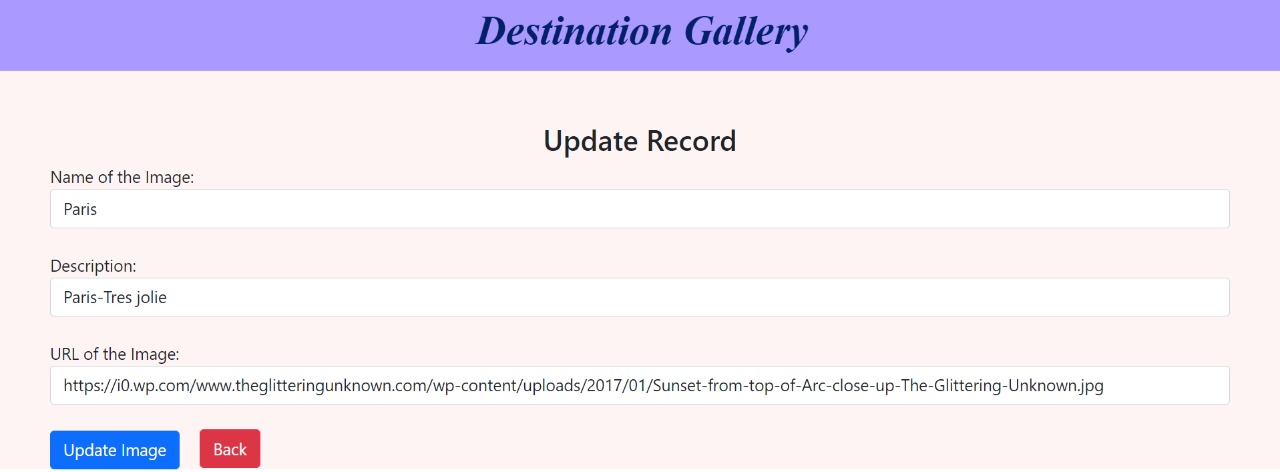 Destination Gallery
Update Record
Name of the Image:
Paris
Description:
Paris-Tres jolie
URL of the Image:
https://i0.wp.com/www.theglitteringunknown.com/wp-content/uploads/2017/01/Sunset-from-top-of-Arc-close-up-The-Glittering-Unknown.jpg
Update Image Back